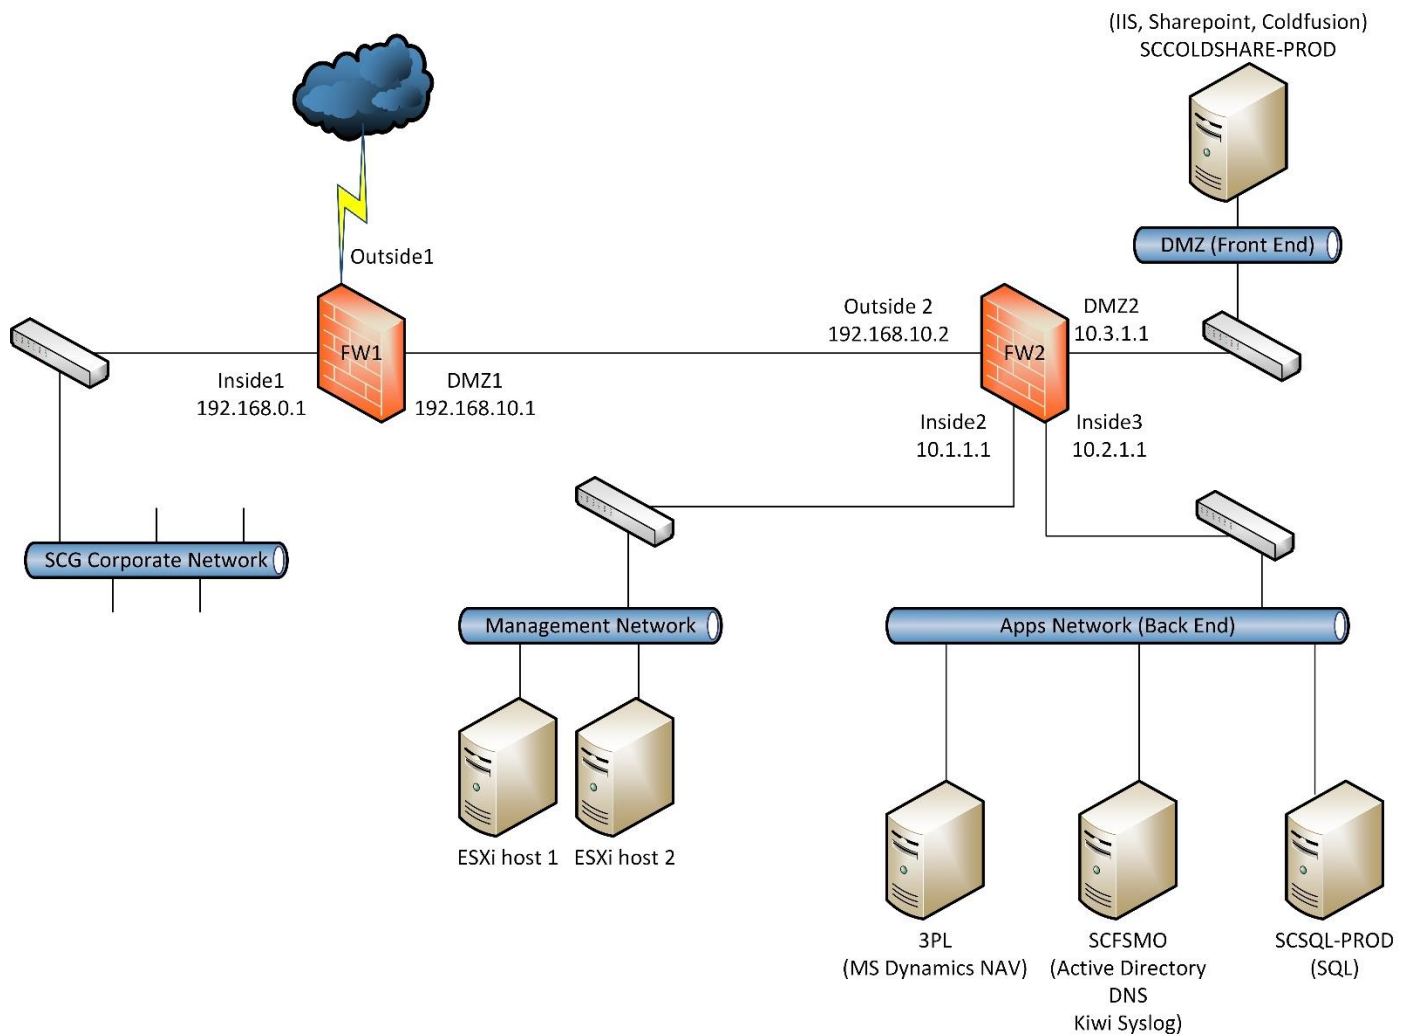 (IIS, Sharepoint, Coldfusion)
SCCOLDSHARE-PROD
DMZ (Front End)
Outside1
FW1
Inside1
192.168.0.1
DMZ1
192.168.10.1
Outside 2
192.168.10.2
FW2
DMZ2
10.3.1.1
Inside2
10.1.1.1
Inside3
10.2.1.1
SCG Corporate Network
Management Network
Apps Network (Back End)
ESXi host 1
ESXi host 2
3PL
(MS Dynamics NAV)
SCFSMO
(Active Directory
DNS
Kiwi Syslog)
SCSQL-PROD
(SQL)